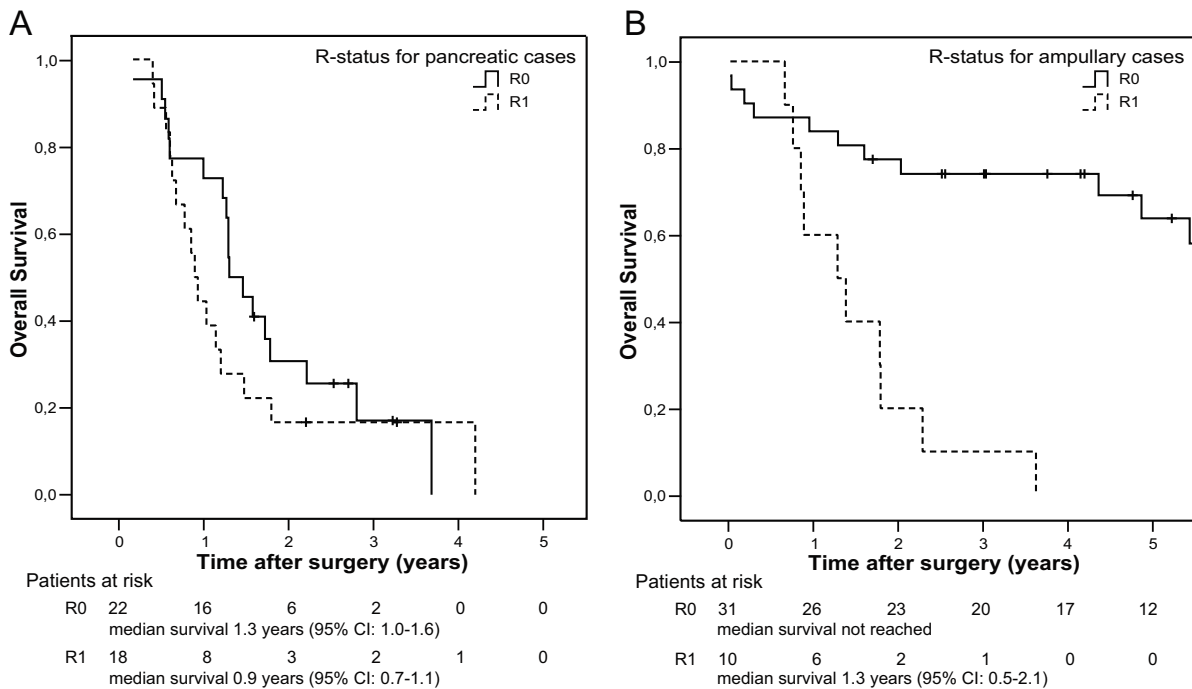 A
R-status for pancreatic cases
R0
R1
1,0
0,8
0,6
0,4
0,2
0,0
Overall Survival
0 1 2 3 4 5
Time after surgery (years)
Patients at risk
R0 22 16 6 2 0 0
median survival 1.3 years (95% CI: 1.0-1.6)
R1 18 8 3 2 1 0
median survival 0.9 years (95% CI: 0.7-1.1)
B
R-status for ampullary cases
R0
R1
1,0
0,8
0,6
0,4
0,2
0,0
Overall Survival
0 1 2 3 4 5
Time after surgery (years)
Patients at risk
R0 31 26 23 20 17 12
median survival not reached
R1 10 6 2 1 0 0
median survival 1.3 years (95% CI: 0.5-2.1)